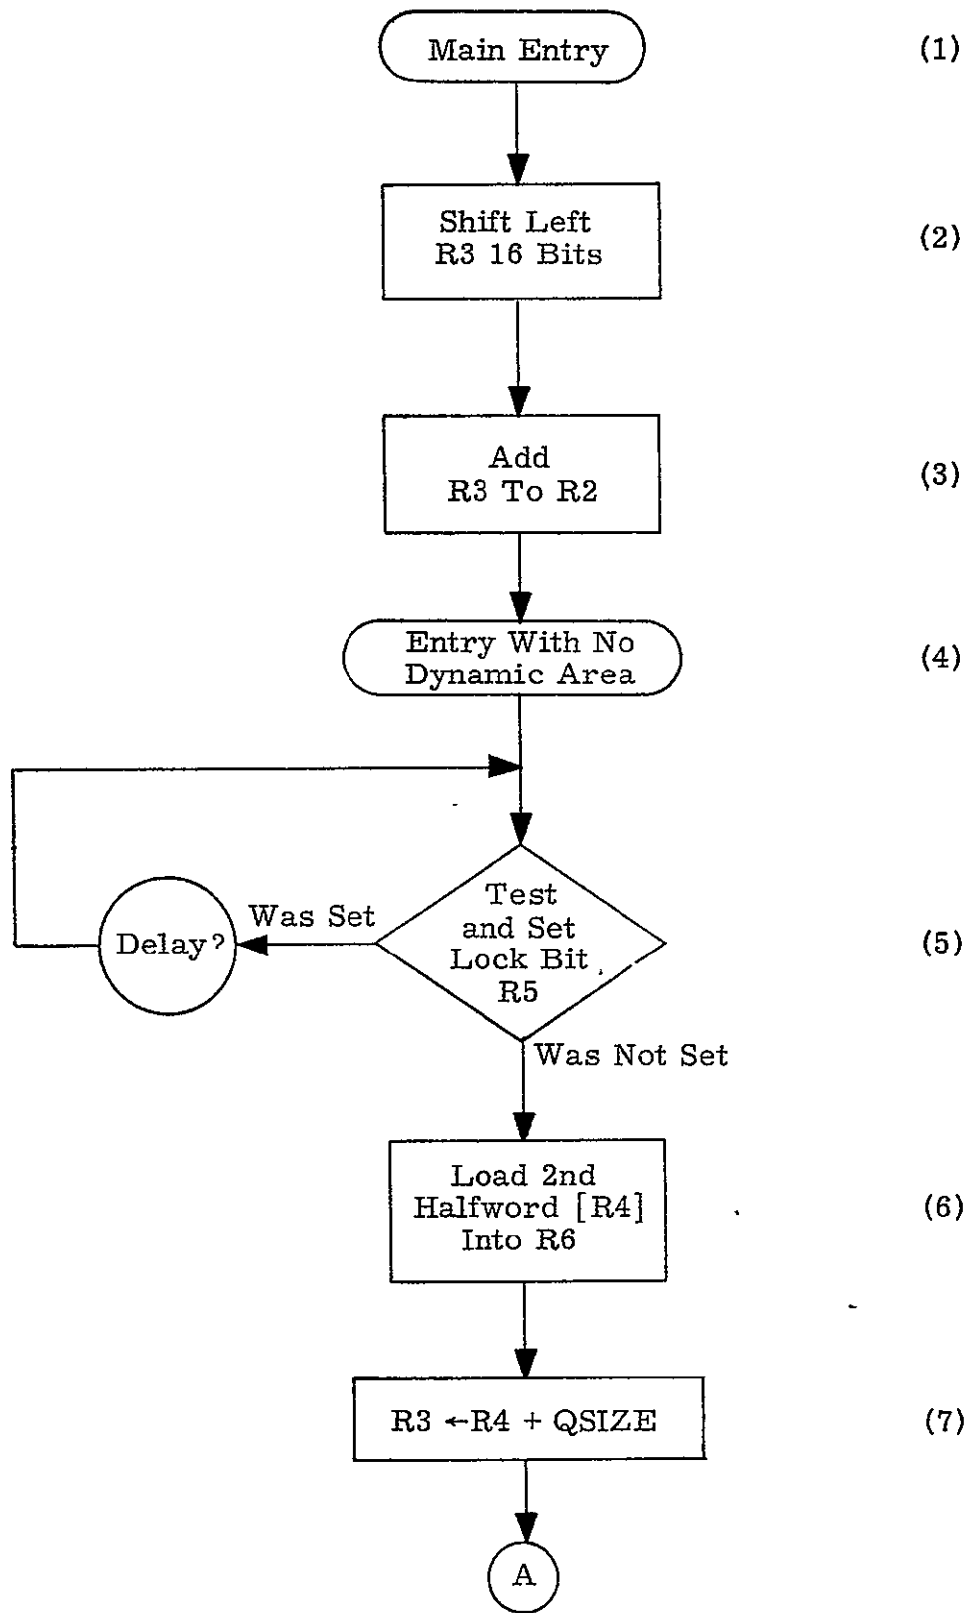 Main Entry
(1)
Shift Left
R3 16 Bits
(2)
Add
R3 To R2
(3)
Entry With No
Dynamic Area
(4)
Test
and Set
Lock Bit
R5
Was Set
Delay?
(5)
Was Not Set
Load 2nd
Halfword [R4]
Into R6
(6)
R3 ←R4 + QSIZE
(7)
A